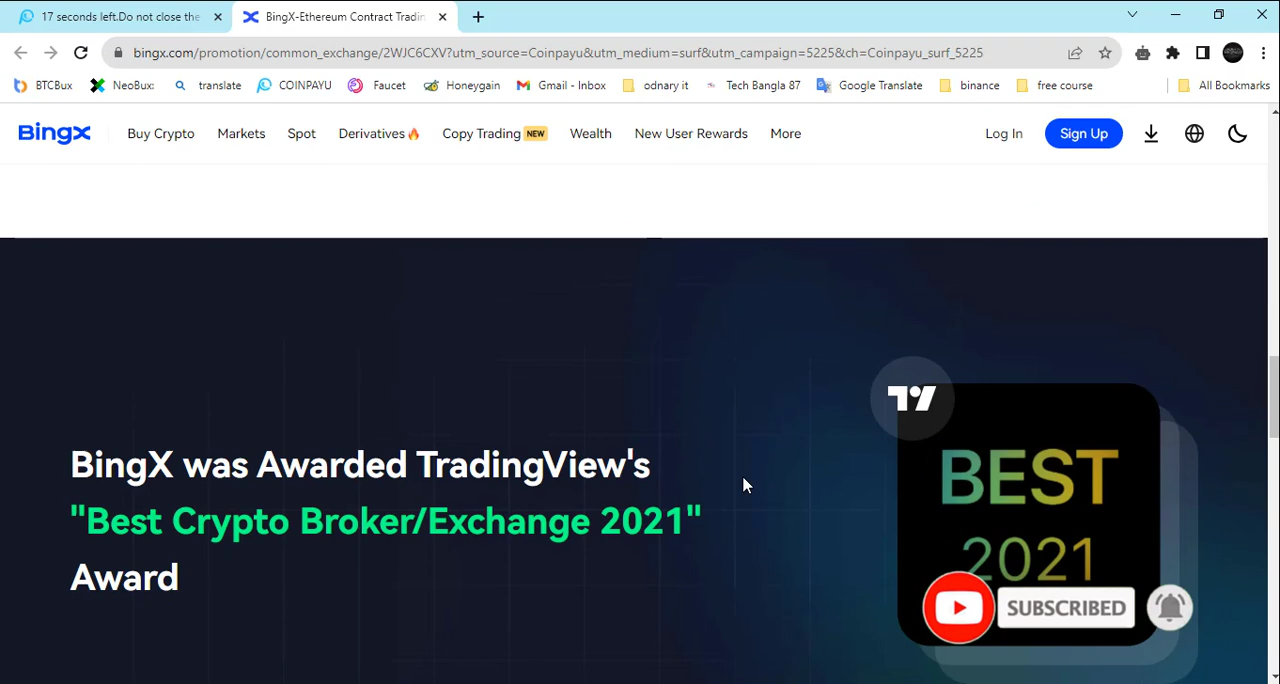 17 seconds left.Do not close the
BingX-Ethereum Contract Tradin
bingx.com/promotion/common_exchange/2WJC6CXV?utm_source=Coinpayu&utm_medium=surf&utm_campaign=5225&ch=Coinpayu_surf_5225
BTCBux NeoBux: translate COINPAYU Faucet Honeygain Gmail - Inbox odnary it Tech Bangla 87 Google Translate binance free course All Bookmarks
BingX Buy Crypto Markets Spot Derivatives Copy Trading NEW Wealth New User Rewards More Log In Sign Up
BingX was Awarded TradingView's
"Best Crypto Broker/Exchange 2021"
Award
BEST
2021
SUBSCRIBED